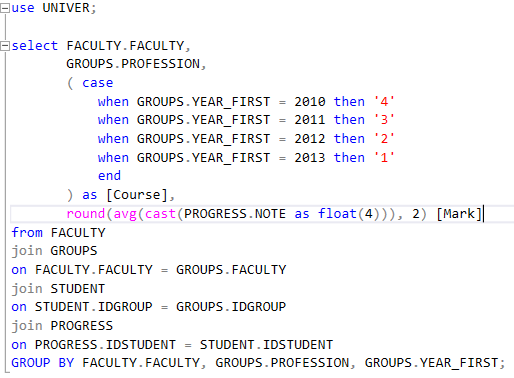 use UNIVER;
select FACULTY.FACULTY,
GROUPS.PROFESSION,
( case
when GROUPS.YEAR_FIRST = 2010 then '4'
when GROUPS.YEAR_FIRST = 2011 then '3'
when GROUPS.YEAR_FIRST = 2012 then '2'
when GROUPS.YEAR_FIRST = 2013 then '1'
end
) as [Course],
round(avg(cast(PROGRESS.NOTE as float(4))), 2) [Mark]
from FACULTY
join GROUPS
on FACULTY.FACULTY = GROUPS.FACULTY
join STUDENT
on STUDENT.IDGROUP = GROUPS.IDGROUP
join PROGRESS
on PROGRESS.IDSTUDENT = STUDENT.IDSTUDENT
GROUP BY FACULTY.FACULTY, GROUPS.PROFESSION, GROUPS.YEAR_FIRST;